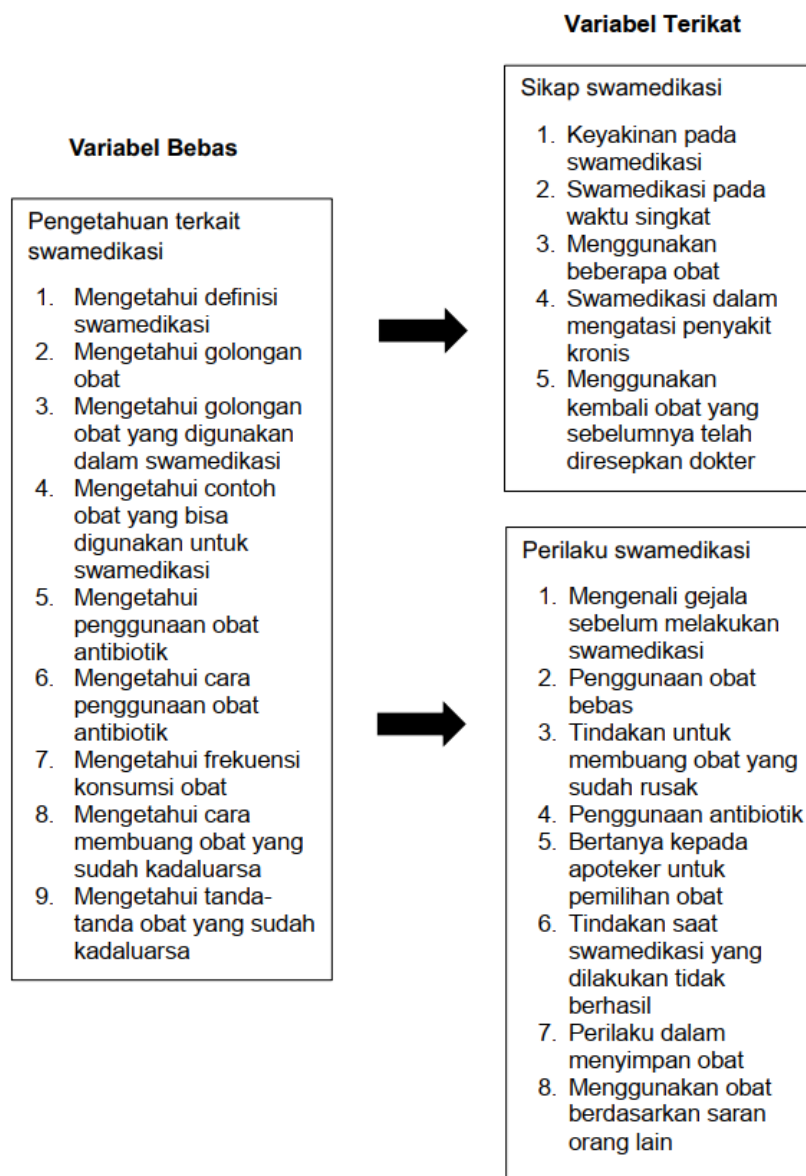 Variabel Bebas
Pengetahuan terkait
swamedikasi
1. Mengetahui definisi
swamedikasi
2. Mengetahui golongan
obat
3. Mengetahui golongan
obat yang digunakan
dalam swamedikasi
4. Mengetahui contoh
obat yang bisa
digunakan untuk
swamedikasi
5. Mengetahui
penggunaan obat
antibiotik
6. Mengetahui cara
penggunaan obat
antibiotik
7. Mengetahui frekuensi
konsumsi obat
8. Mengetahui cara
membuang obat yang
sudah kadaluarsa
9. Mengetahui tanda-
tanda obat yang sudah
kadaluarsa
Variabel Terikat
Sikap swamedikasi
1. Keyakinan pada
swamedikasi
2. Swamedikasi pada
waktu singkat
3. Menggunakan
beberapa obat
4. Swamedikasi dalam
mengatasi penyakit
kronis
5. Menggunakan
kembali obat yang
sebelumnya telah
diresepkan dokter
Perilaku swamedikasi
1. Mengenali gejala
sebelum melakukan
swamedikasi
2. Penggunaan obat
bebas
3. Tindakan untuk
membuang obat yang
sudah rusak
4. Penggunaan antibiotik
5. Bertanya kepada
apoteker untuk
pemilihan obat
6. Tindakan saat
swamedikasi yang
dilakukan tidak
berhasil
7. Perilaku dalam
menyimpan obat
8. Menggunakan obat
berdasarkan saran
orang lain